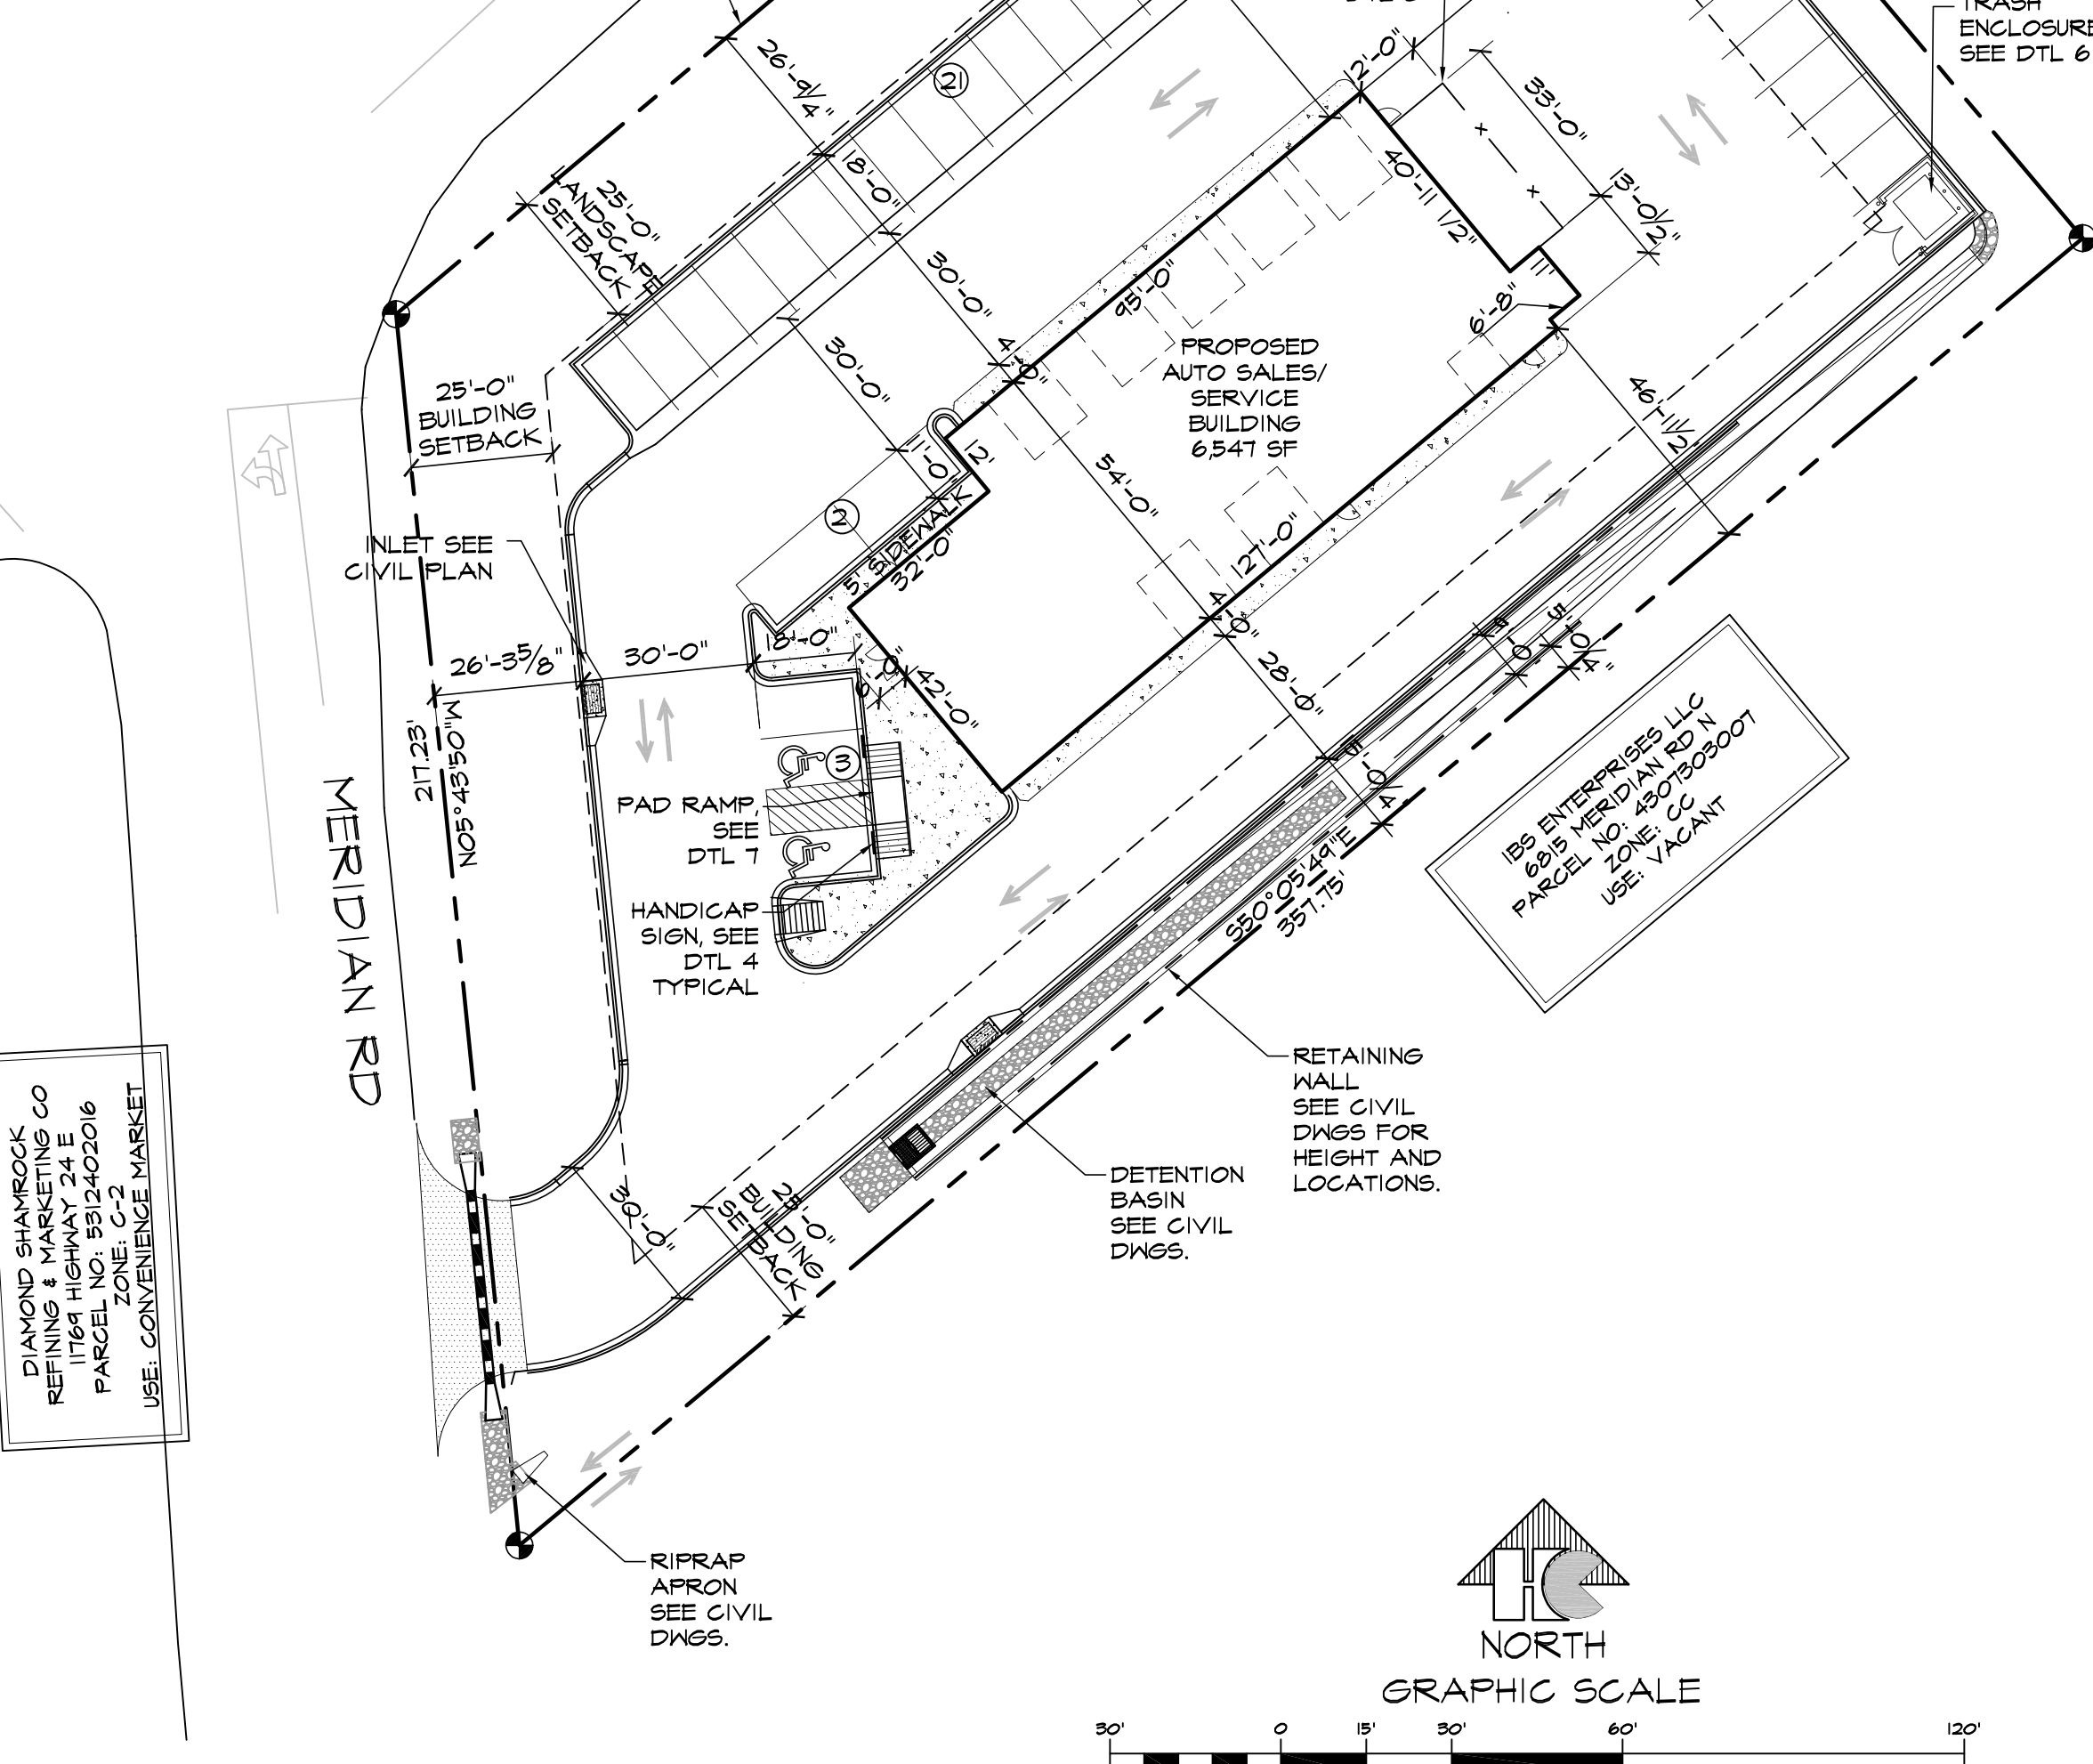 TRASH
ENCLOSURE
SEE DTL 6
26'-9 1/4"
21
2'-0"
33'-0"
13'-0 1/2"
40'-11 1/2"
11'
6'-8"
18'-0"
30'-0"
4'-0"
95'-0"
25'-0"
LANDSCAPE
SETBACK
30'-0"
1'-0"
12'
25'-0"
BUILDING
SETBACK
PROPOSED
AUTO SALES/
SERVICE
BUILDING
6,547 SF
46'-11 1/2"
54'-0"
2
5' SIDEWALK
32'-0"
127'-0"
4'-0"
28'-0"
INLET SEE
CIVIL PLAN
26'-3 5/8"
30'-0"
18'-0"
6'-0"
42'-0"
217.23'
N05°43'50"W
3
PAD RAMP,
SEE
DTL 7
HANDICAP
SIGN, SEE
DTL 4
TYPICAL
MERIDIAN RD
S50°05'49"E
357.75'
IBS ENTERPRISES LLC
6815 MERIDIAN RD N
PARCEL NO: 4307303007
ZONE: CC
USE: VACANT
DIAMOND SHAMROCK
REFINING & MARKETING CO
11769 HIGHWAY 24 E
PARCEL NO: 5312402016
ZONE: C-2
USE: CONVENIENCE MARKET
30'-0"
25'-0"
BUILDING
SETBACK
RETAINING
WALL
SEE CIVIL
DWGS FOR
HEIGHT AND
LOCATIONS.
DETENTION
BASIN
SEE CIVIL
DWGS.
RIPRAP
APRON
SEE CIVIL
DWGS.
HC
NORTH
GRAPHIC SCALE
30' 0 15' 30' 60' 120'